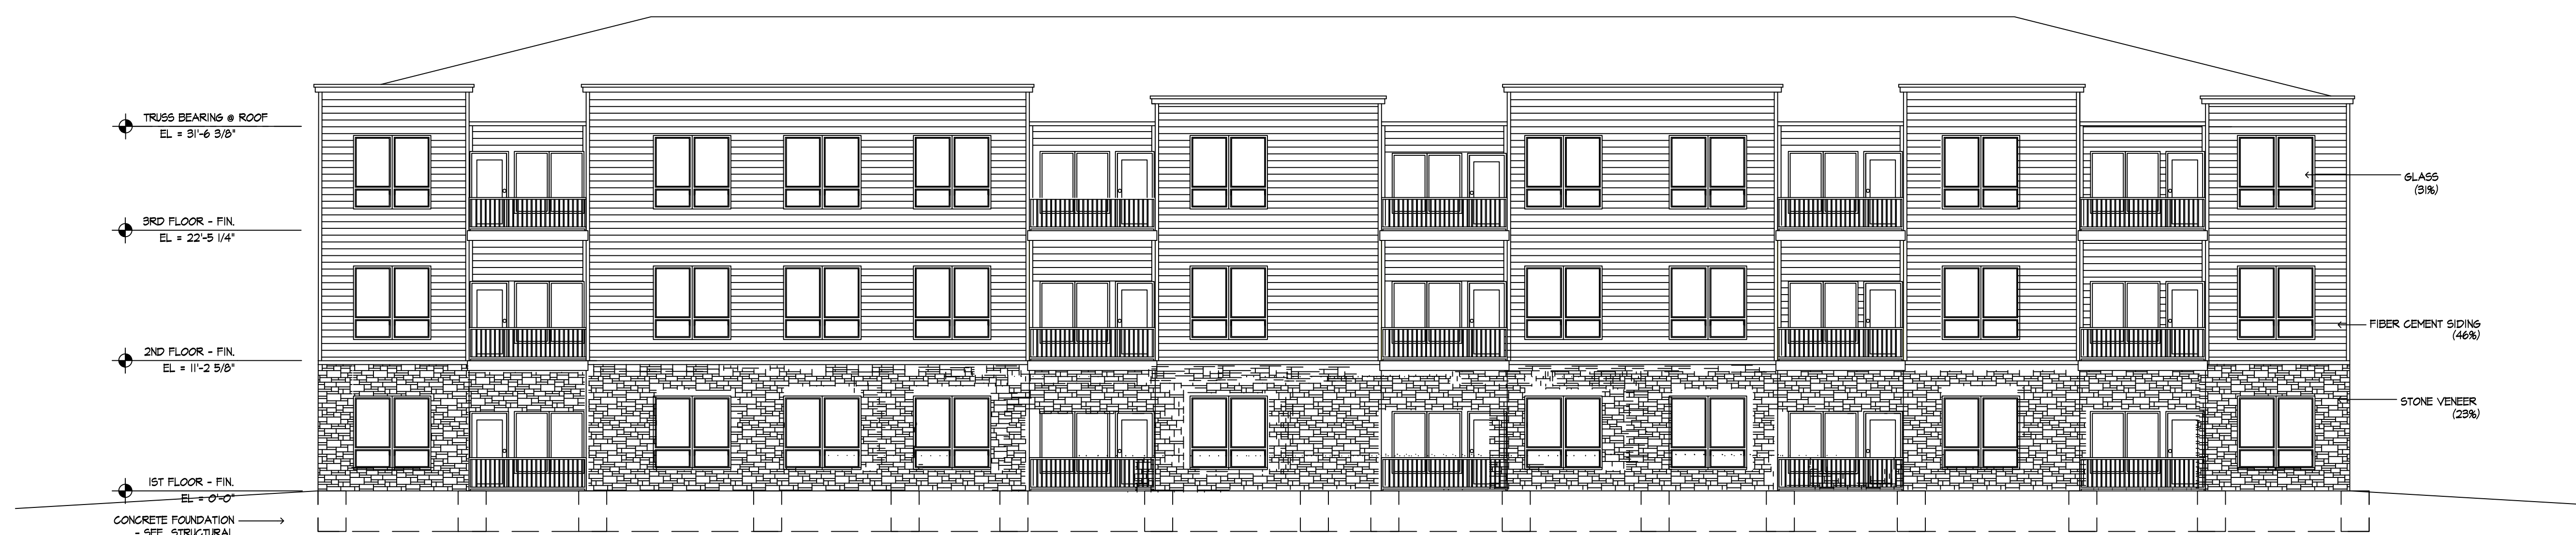 TRUSS BEARING @ ROOF
EL = 31'-6 3/8"
3RD FLOOR - FIN.
EL = 22'-5 1/4"
2ND FLOOR - FIN.
EL = 11'-2 5/8"
1ST FLOOR - FIN.
EL = 0'-0"
CONCRETE FOUNDATION
- SEE STRUCTURAL
GLASS
(31%)
FIBER CEMENT SIDING
(46%)
STONE VENEER
(23%)